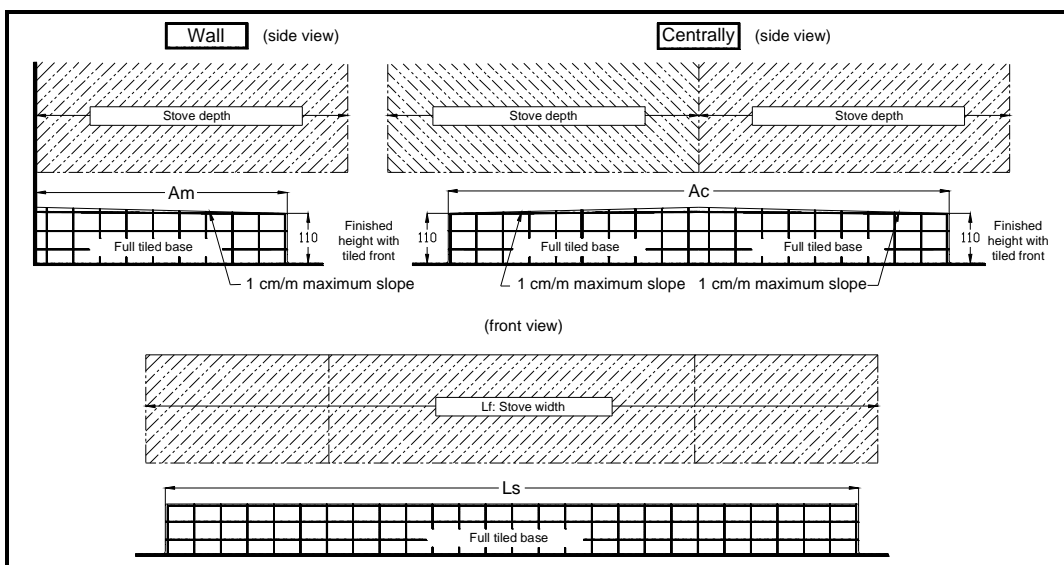 Wall (side view)
Centrally (side view)
Stove depth
Stove depth
Stove depth
Am
Ac
110
Finished
height with
tiled front
110
110
Finished
height with
tiled front
Full tiled base
Full tiled base
Full tiled base
1 cm/m maximum slope
1 cm/m maximum slope
1 cm/m maximum slope
(front view)
Lf: Stove width
Ls
Full tiled base